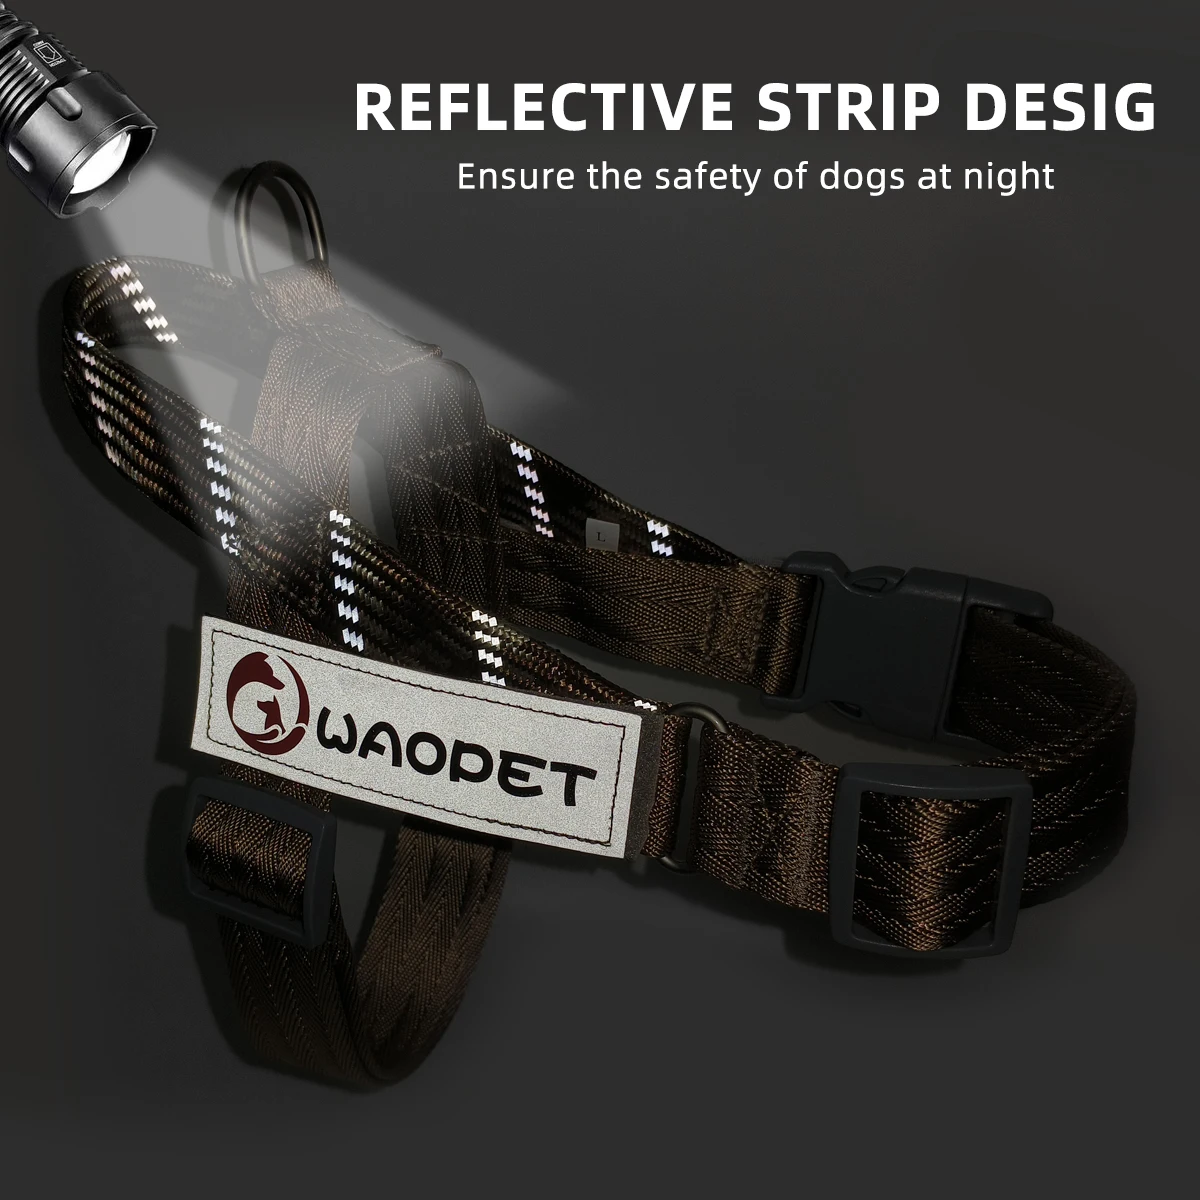 REFLECTIVE STRIP DESIG
Ensure the safety of dogs at night
L
WAOPET